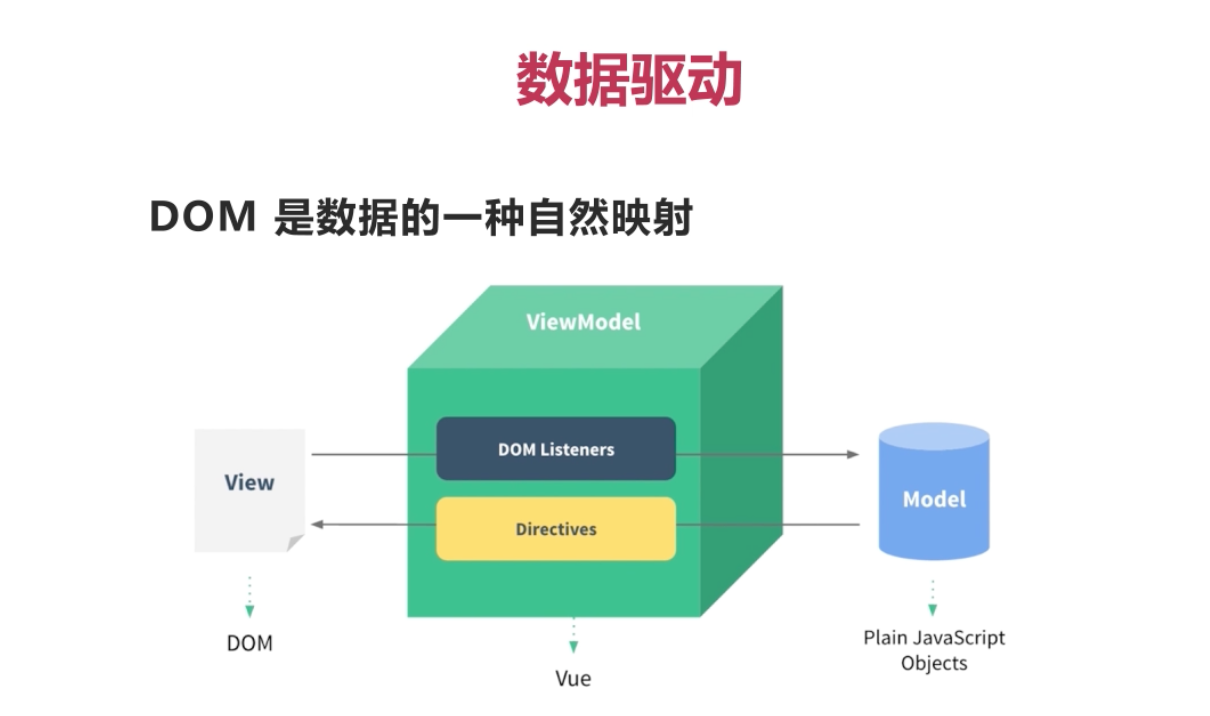 数据驱动
DOM 是数据的一种自然映射
ViewModel
DOM Listeners
View
Model
Directives
DOM
Plain JavaScript
Objects
Vue